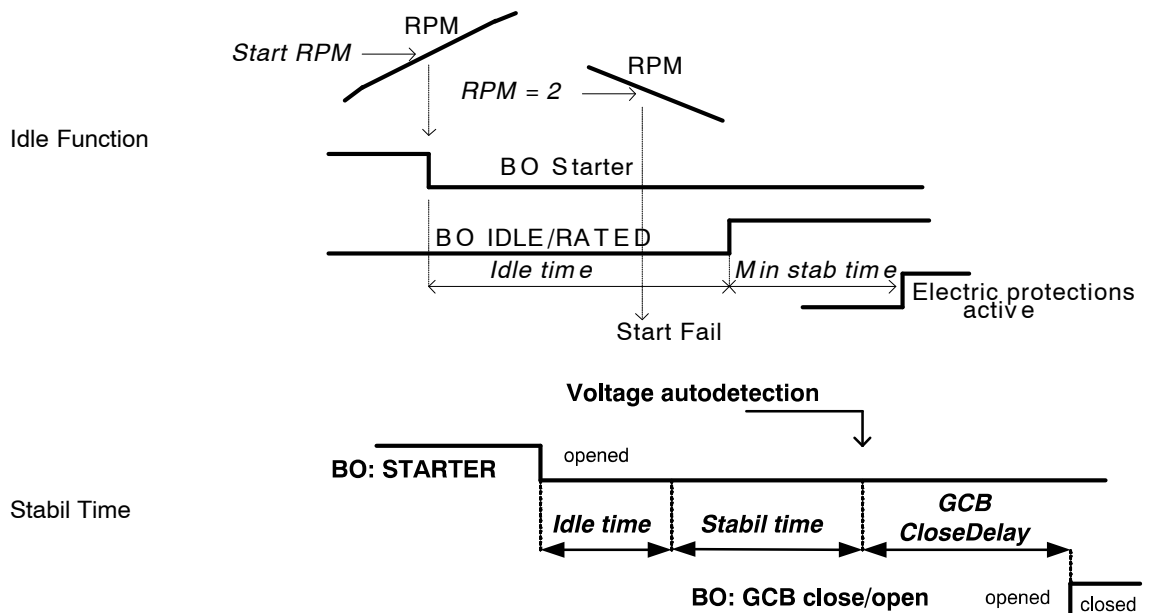 RPM
Start RPM
RPM
RPM = 2
Idle Function
BO Starter
BO IDLE/RATED
Idle time
Min stab time
Electric protections
active
Start Fail
Voltage autodetection
opened
BO: STARTER
Stabil Time
Idle time
Stabil time
GCB
CloseDelay
BO: GCB close/open
opened
closed